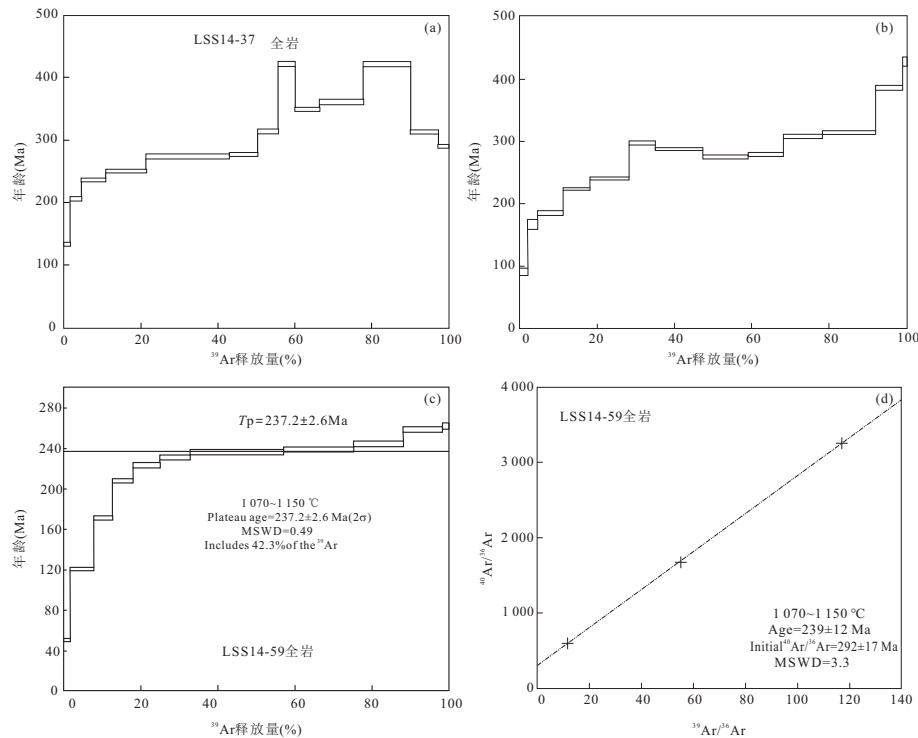 (a)
LSS14-37 全岩
500
400
300
200
100
0
年龄(Ma)
0 20 40 60 80 100
³⁹Ar释放量(%)
(b)
500
400
300
200
100
0
年龄(Ma)
0 20 40 60 80 100
³⁹Ar释放量(%)
(c)
Tp=237.2±2.6Ma
280
240
200
160
120
80
40
0
年龄(Ma)
1 070~1 150 ℃
Plateau age=237.2±2.6 Ma(2σ)
MSWD=0.49
Includes 42.3%of the ³⁹Ar
LSS14-59全岩
0 20 40 60 80 100
³⁹Ar释放量(%)
(d)
LSS14-59全岩
4 000
3 000
2 000
1 000
0
⁴⁰Ar/³⁶Ar
1 070~1 150 ℃
Age=239±12 Ma
Initial⁴⁰Ar/³⁶Ar=292±17 Ma
MSWD=3.3
0 20 40 60 80 100 120 140
³⁹Ar/³⁶Ar